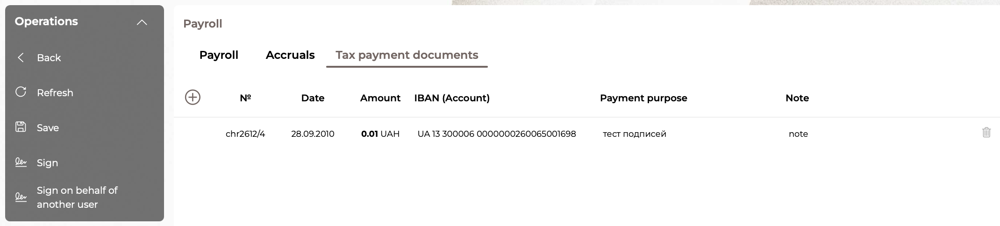 Operations
Back
Refresh
Save
Sign
Sign on behalf of
another user
Payroll
Payroll Accruals Tax payment documents
№ Date Amount IBAN (Account) Payment purpose Note
chr2612/4 28.09.2010 0.01 UAH UA 13 300006 0000000260065001698 тест подписей note